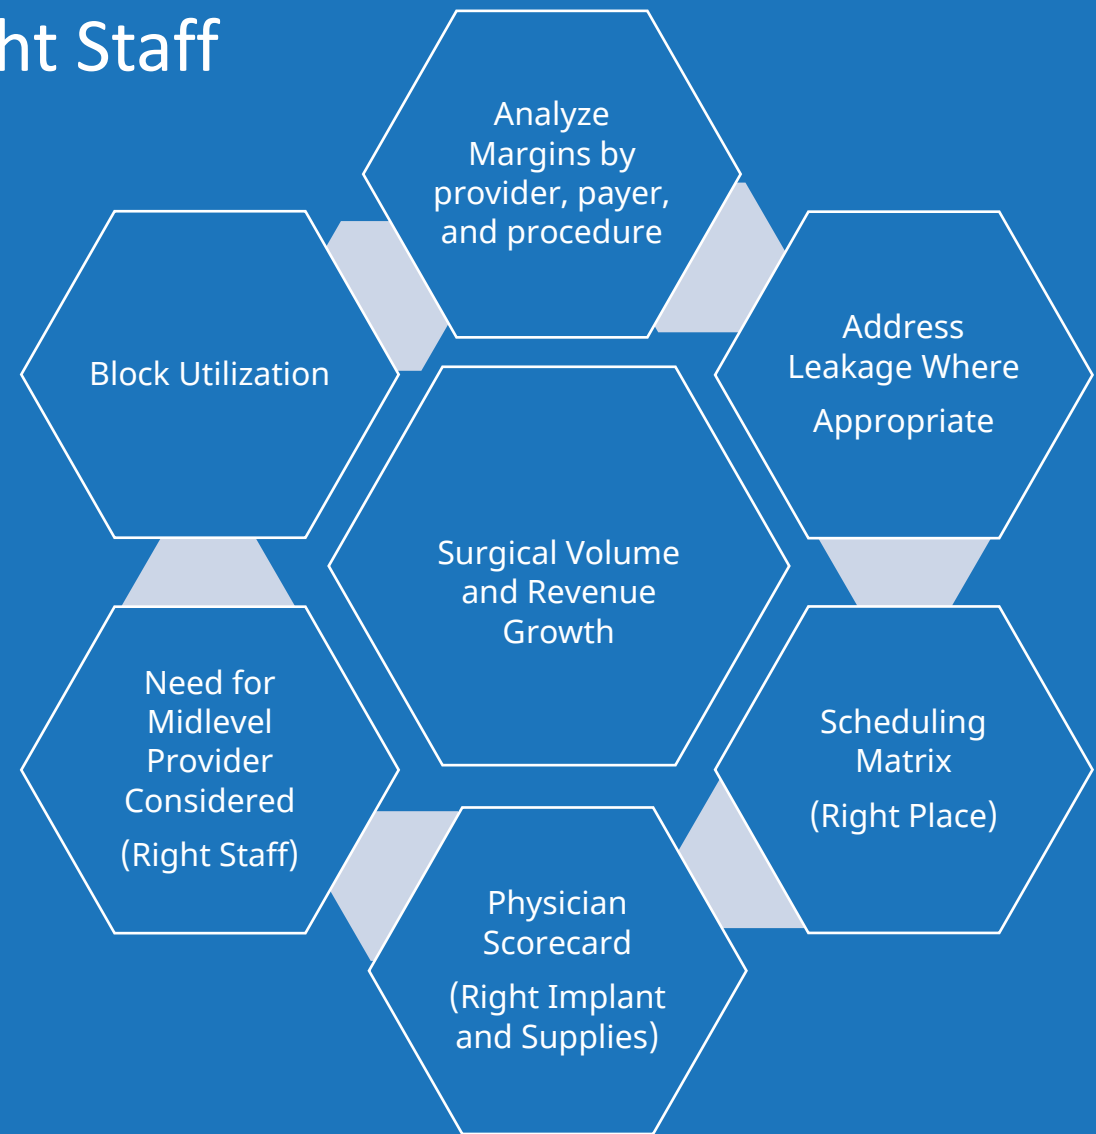 ht Staff
Analyze
Margins by
provider, payer,
and procedure
Address
Leakage Where
Appropriate
Scheduling
Matrix
(Right Place)
Physician
Scorecard
(Right Implant
and Supplies)
Need for
Midlevel
Provider
Considered
(Right Staff)
Block Utilization
Surgical Volume
and Revenue
Growth